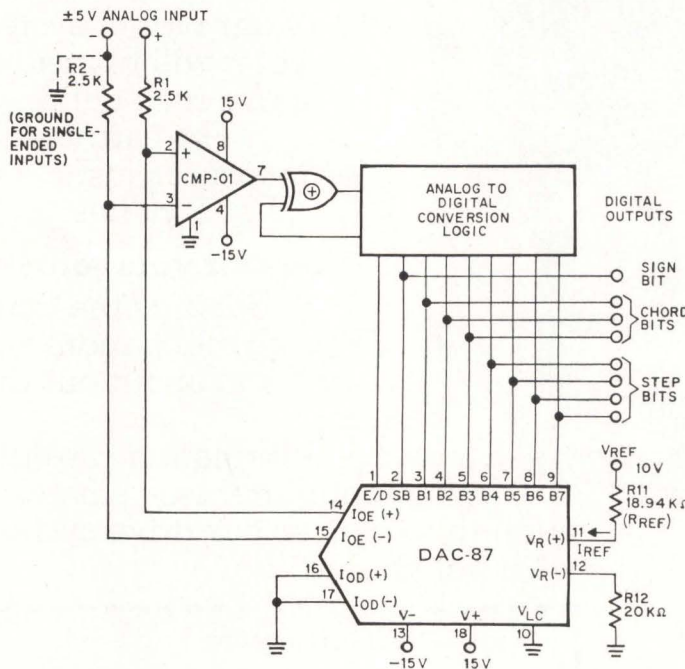 ±5 V ANALOG INPUT
- +
R2
2.5 K
R1
2.5 K
(GROUND
FOR SINGLE-
ENDED
INPUTS)
15 V
8
2 +
CMP-01
7
3 -
1
4
-15V
+
ANALOG TO
DIGITAL
CONVERSION
LOGIC
DIGITAL
OUTPUTS
SIGN
BIT
CHORD
BITS
STEP
BITS
VREF
10V
R11
18.94 KΩ
(RREF)
1 2 3 4 5 6 7 8 9
E/D SB B1 B2 B3 B4 B5 B6 B7
14 IOE (+)
15 IOE (-)
16 IOD (+)
17 IOD (-)
DAC-87
VR(+) 11
IREF
VR(-) 12
R12
20KΩ
V- V+ VLC
13 18 10
-15 V 15 V